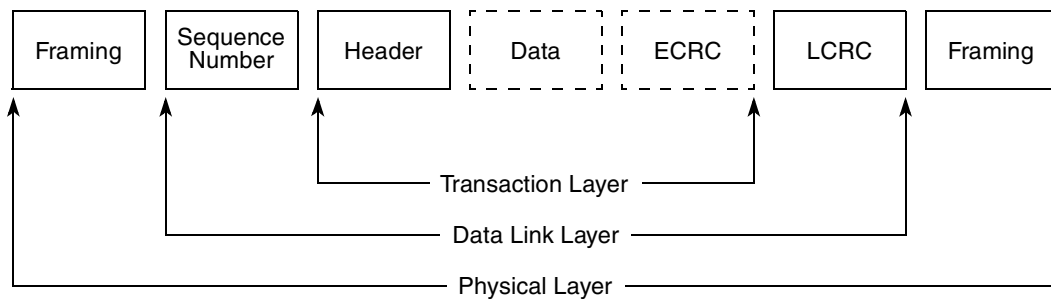 Framing
Sequence
Number
Header
Data
ECRC
LCRC
Framing
Transaction Layer
Data Link Layer
Physical Layer